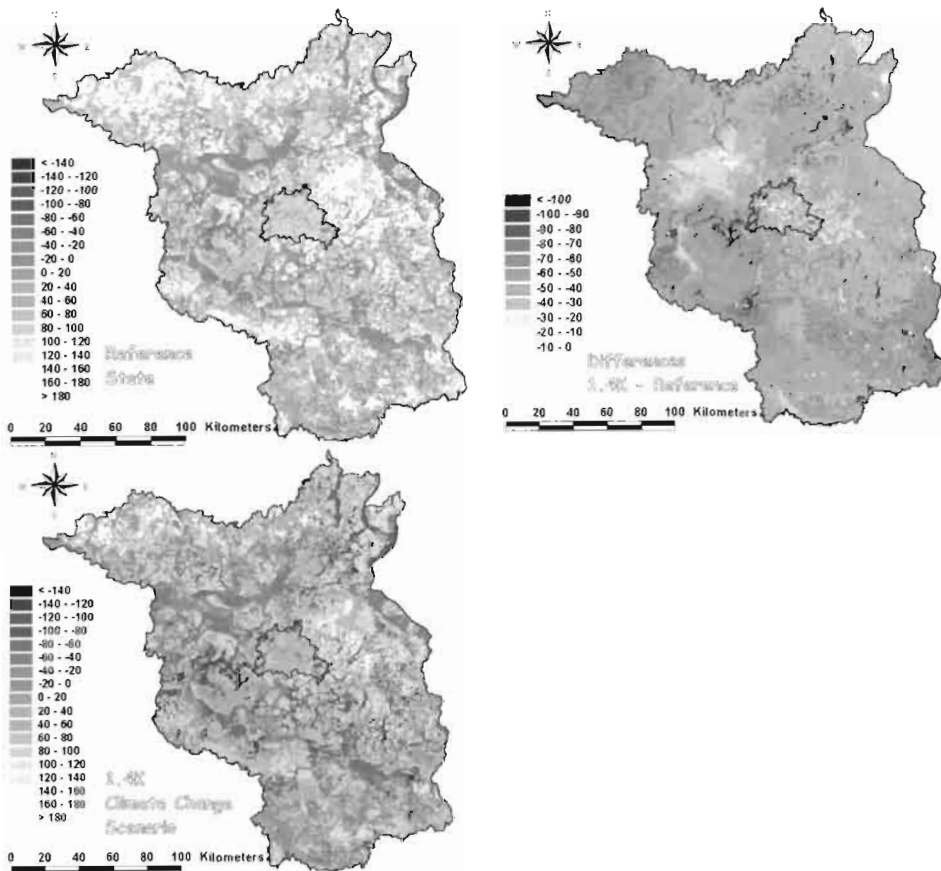 W E
S
< -140
-140 - -120
-120 - -100
-100 - -80
-80 - -60
-60 - -40
-40 - -20
-20 - 0
0 - 20
20 - 40
40 - 60
60 - 80
80 - 100
100 - 120
120 - 140
140 - 160
160 - 180
> 180
Reference
State
0 20 40 60 80 100 Kilometers
W E
S
< -100
-100 - -90
-90 - -80
-80 - -70
-70 - -60
-60 - -50
-50 - -40
-40 - -30
-30 - -20
-20 - -10
-10 - 0
Differences
1.4K - Reference
0 20 40 60 80 100 Kilometers
N
W E
S
< -140
-140 - -120
-120 - -100
-100 - -80
-80 - -60
-60 - -40
-40 - -20
-20 - 0
0 - 20
20 - 40
40 - 60
60 - 80
80 - 100
100 - 120
120 - 140
140 - 160
160 - 180
> 180
1.4K
Climate Change
Scenario
0 20 40 60 80 100 Kilometers